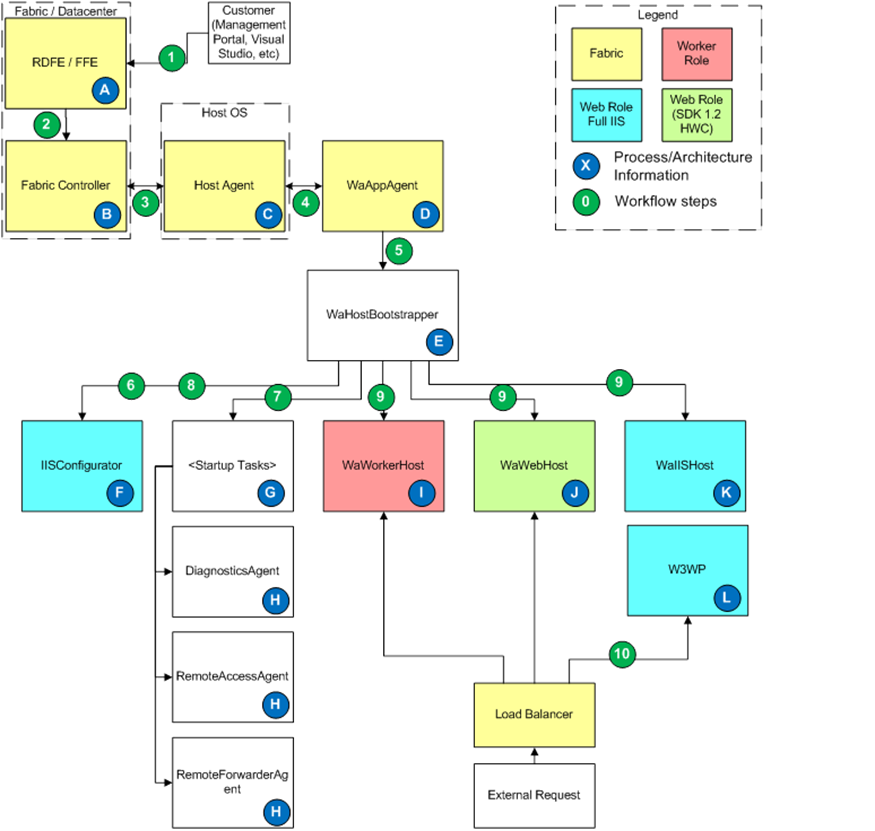 Fabric / Datacenter
Customer
(Management
Portal, Visual
Studio, etc)
1
RDFE / FFE
A
2
Host OS
Fabric Controller
B
3
Host Agent
C
4
WaAppAgent
D
5
Legend
Fabric
Worker
Role
Web Role
Full IIS
Web Role
(SDK 1.2
HWC)
X
Process/Architecture
Information
0
Workflow steps
WaHostBootstrapper
E
6
8
7
9
9
9
IISConfigurator
F
<Startup Tasks>
G
WaWorkerHost
I
WaWebHost
J
WaIISHost
K
DiagnosticsAgent
H
W3WP
L
RemoteAccessAgent
H
10
Load Balancer
RemoteForwarderAg
ent
H
External Request